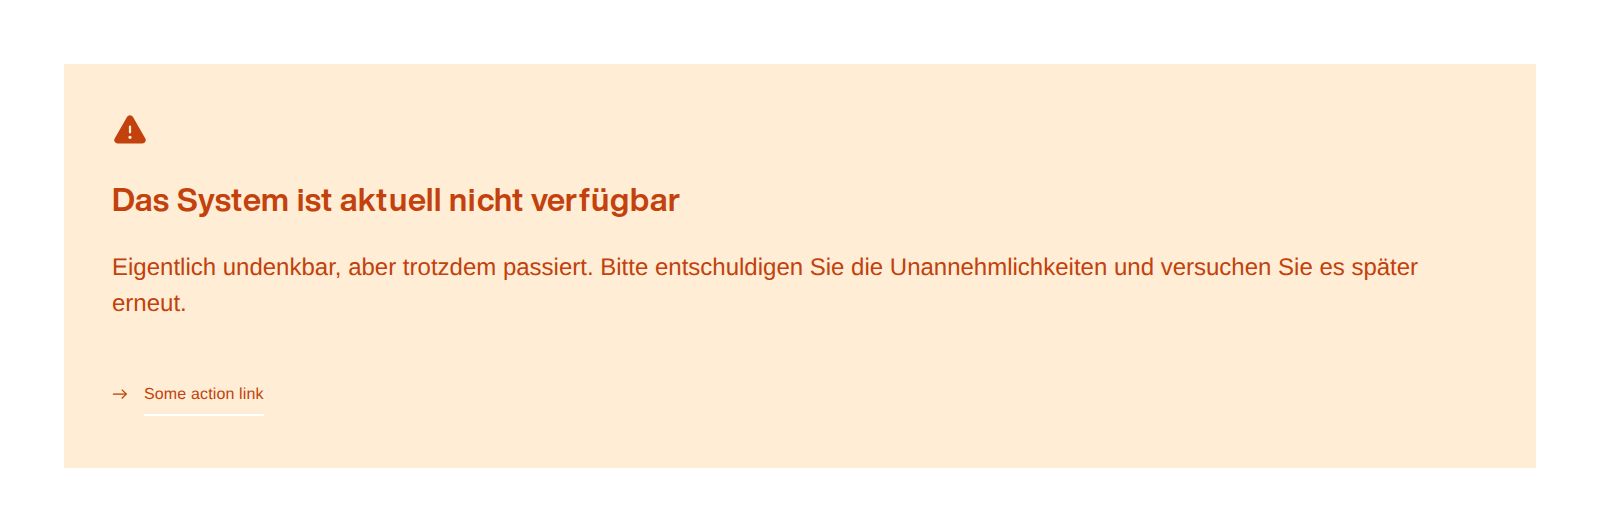 Das System ist aktuell nicht verfügbar
Eigentlich undenkbar, aber trotzdem passiert. Bitte entschuldigen Sie die Unannehmlichkeiten und versuchen Sie es später
erneut.
Some action link